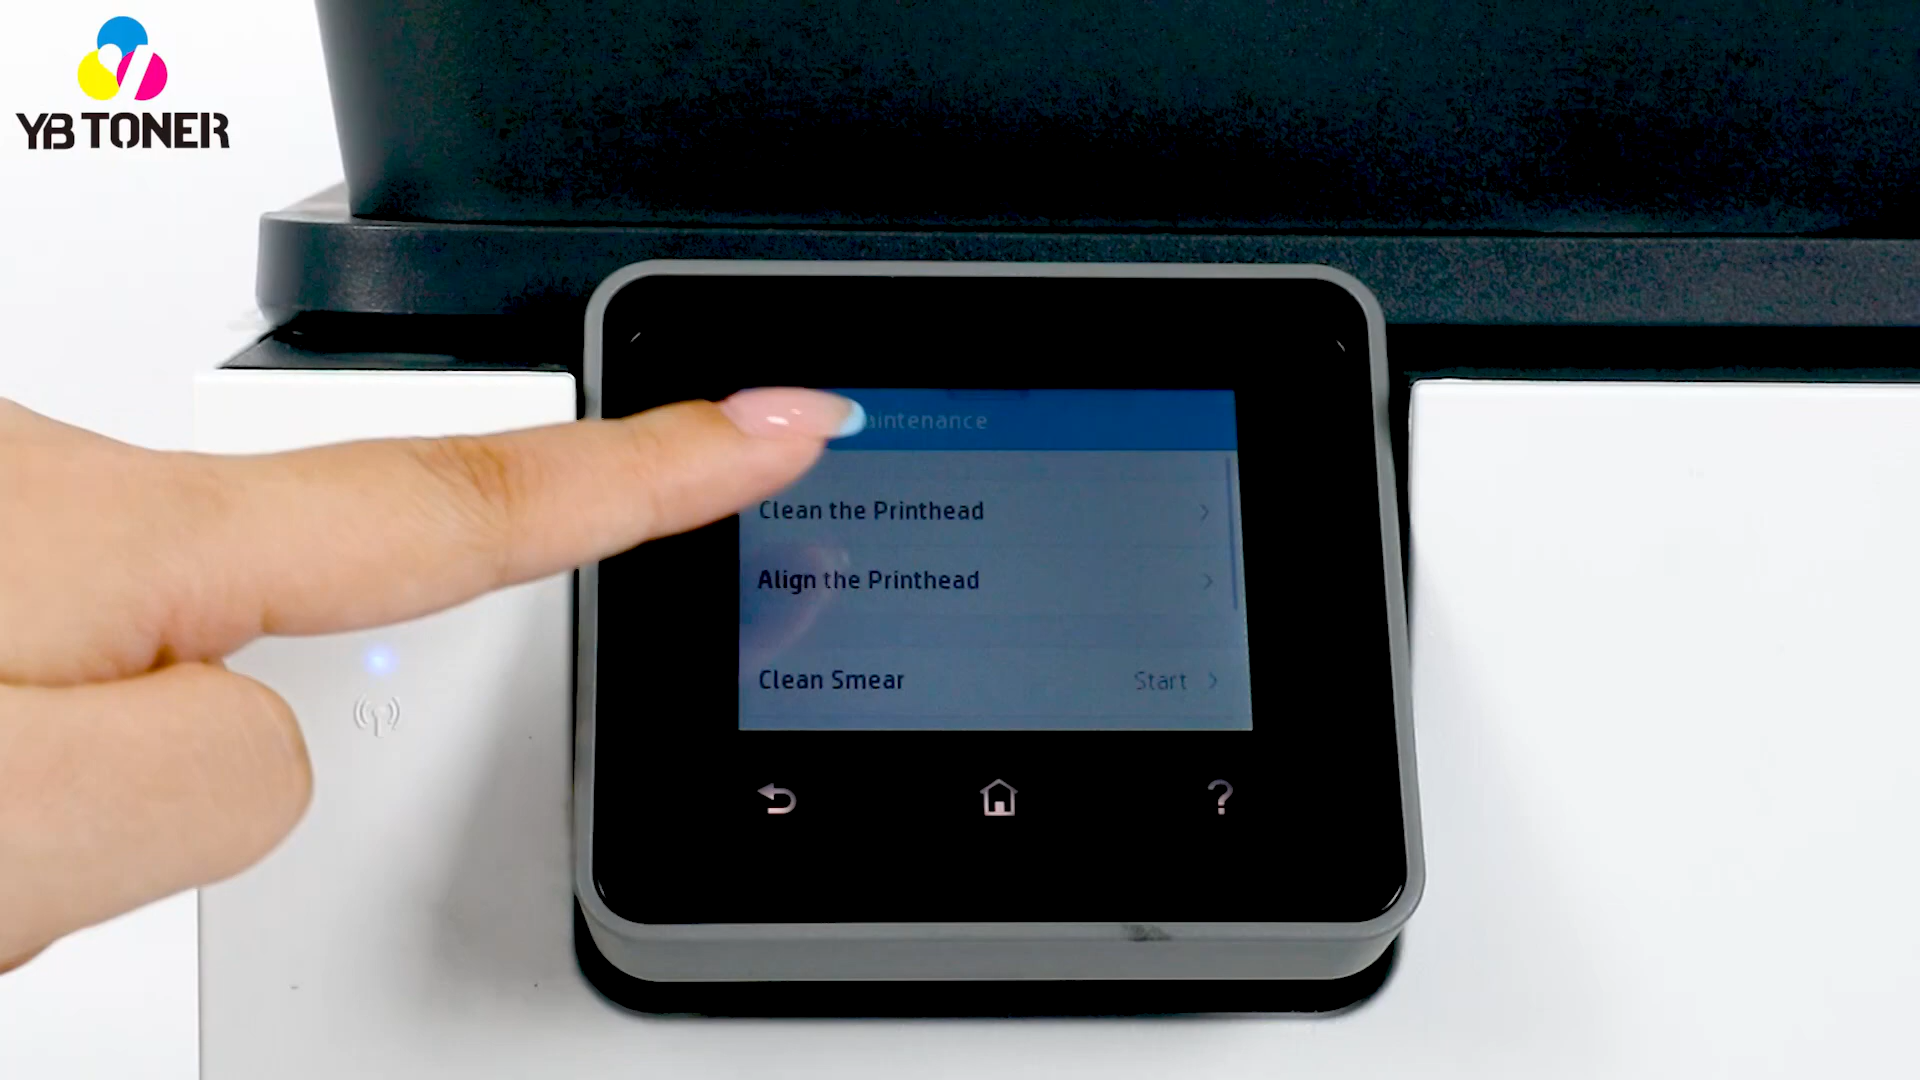 YB TONER
aintenance
Clean the Printhead
Align the Printhead
Clean Smear Start
?